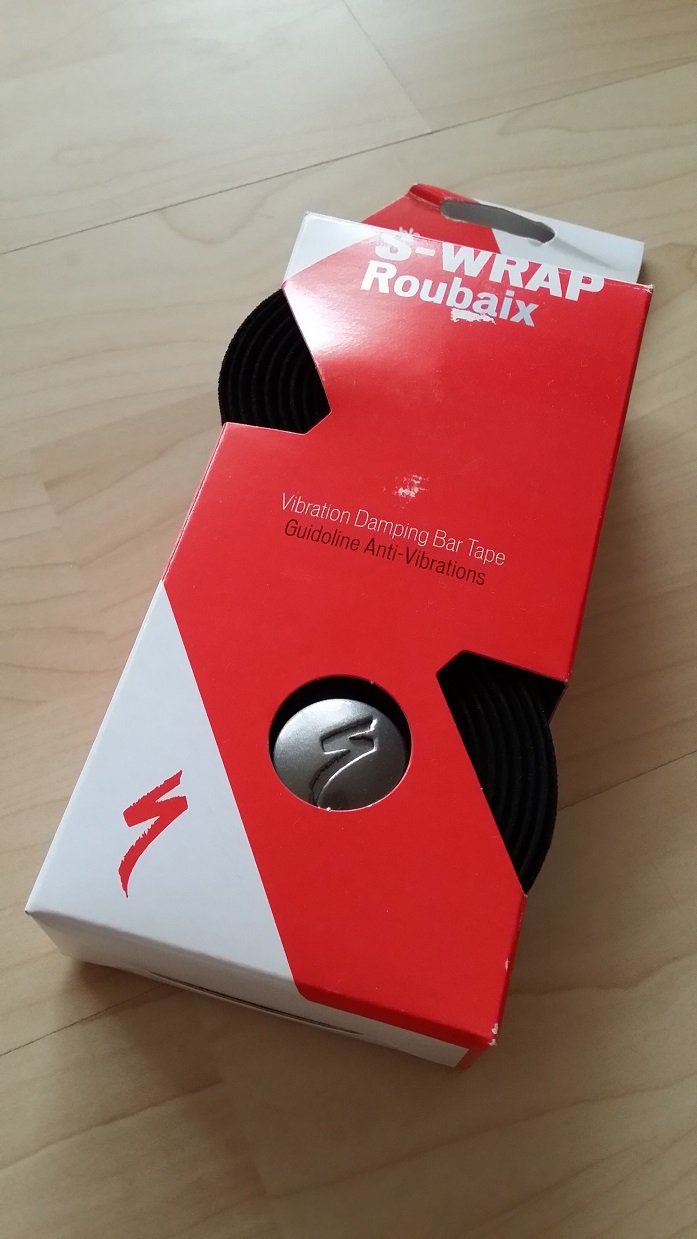 S-WRAP
Roubaix
Vibration Damping Bar Tape
Guidoline Anti-Vibrations